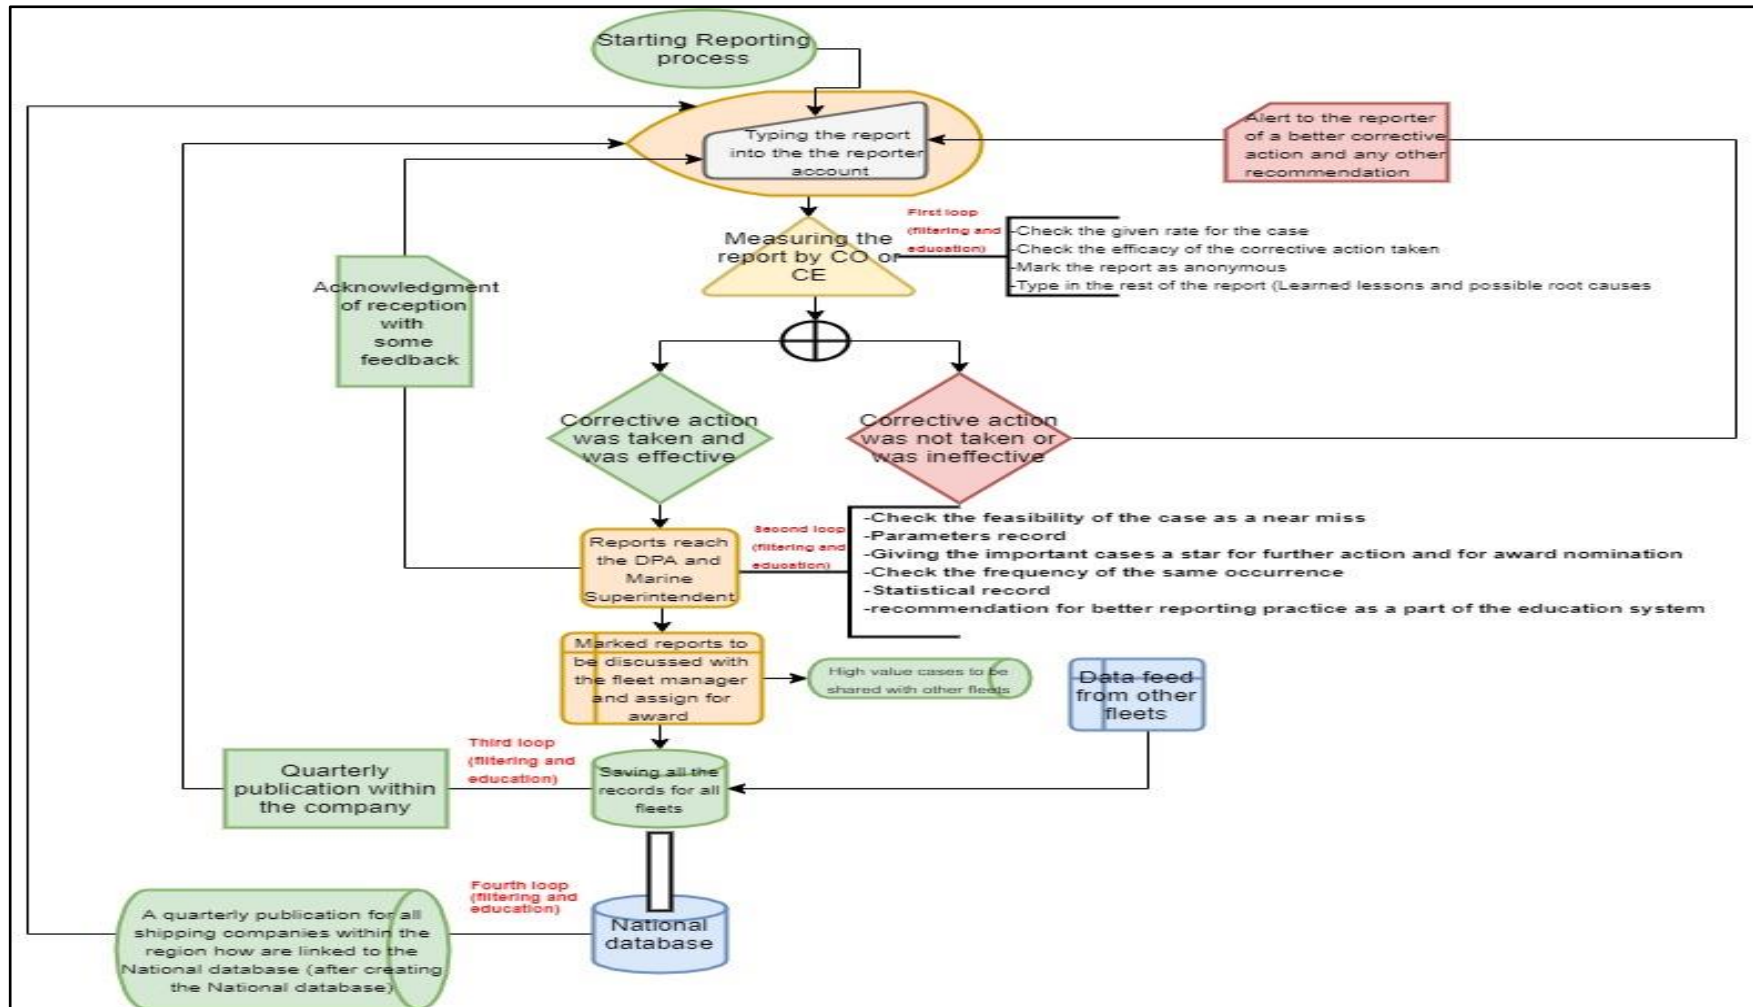 Starting Reporting
process
Typing the report
into the the reporter
account
Alert to the reporter
of a better corrective
action and any other
recommendation
First loop
(filtering and
education)
Measuring the
report by CO or
CE
-Check the given rate for the case
-Check the efficacy of the corrective action taken
-Mark the report as anonymous
-Type in the rest of the report (Learned lessons and possible root causes
Acknowledgment
of reception
with
some
feedback
Corrective action
was taken and
was effective
Corrective action
was not taken or
was ineffective
Reports reach
the DPA and
Marine
Superintendent
Second loop
(filtering and
education)
-Check the feasibility of the case as a near miss
-Parameters record
-Giving the important cases a star for further action and for award nomination
-Check the frequency of the same occurrence
-Statistical record
-recommendation for better reporting practice as a part of the education system
Marked reports to
be discussed with
the fleet manager
and assign for
award
High value cases to be
shared with other fleets
Data feed
from other
fleets
Third loop
(filtering and
education)
Quarterly
publication within
the company
Saving all the
records for all
fleets
Fourth loop
(filtering and
education)
A quarterly publication for all
shipping companies within the
region how are linked to the
National database (after creating
the National database)
National
database